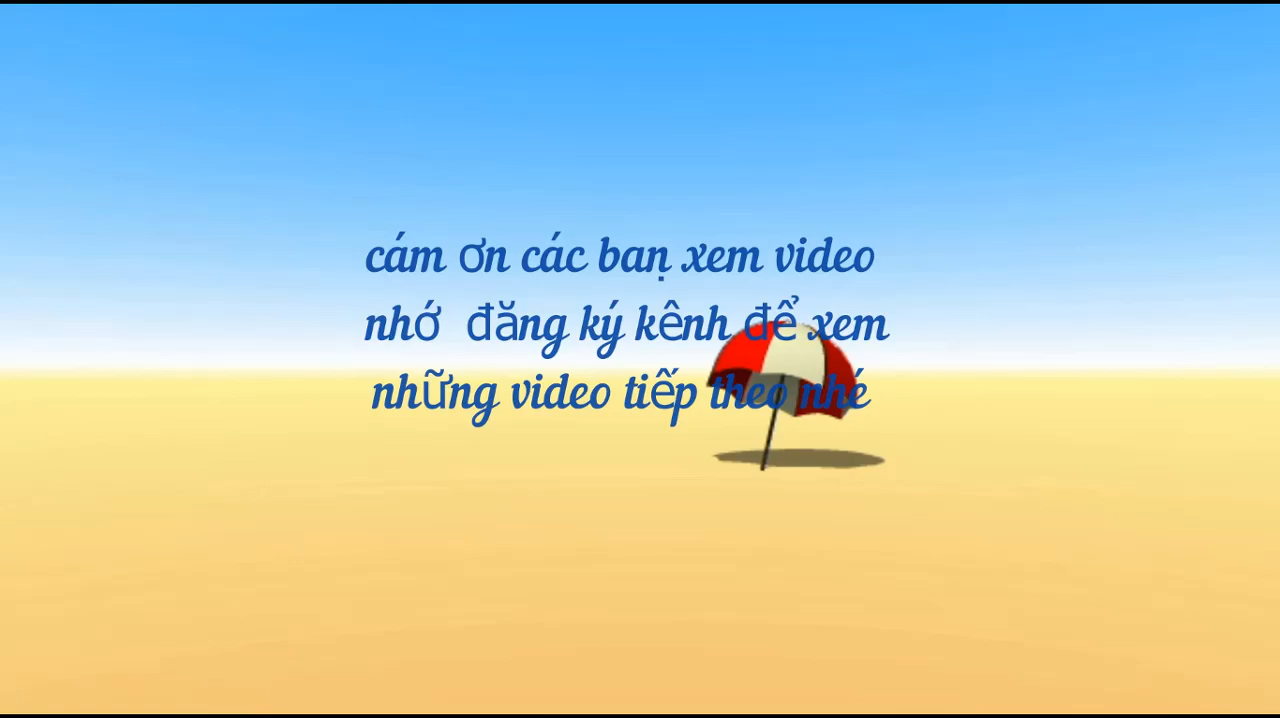 cám ơn các bạn xem video
nhớ đăng ký kênh để xem
những video tiếp theo nhé